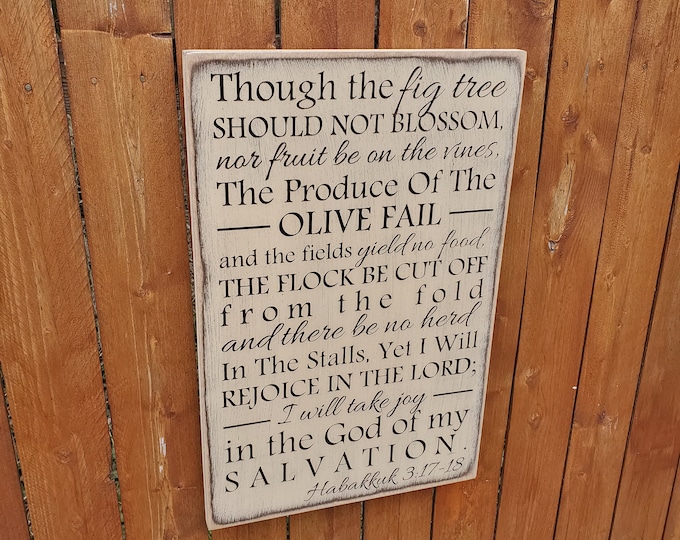 Though the fig tree
SHOULD NOT BLOSSOM,
nor fruit be on the vines,
The Produce Of The
OLIVE FAIL
and the fields yield no food,
THE FLOCK BE CUT OFF
from the fold
and there be no herd
In The Stalls, Yet I Will
REJOICE IN THE LORD;
I will take joy
in the God of my
SALVATION.
Habakkuk 3:17-18